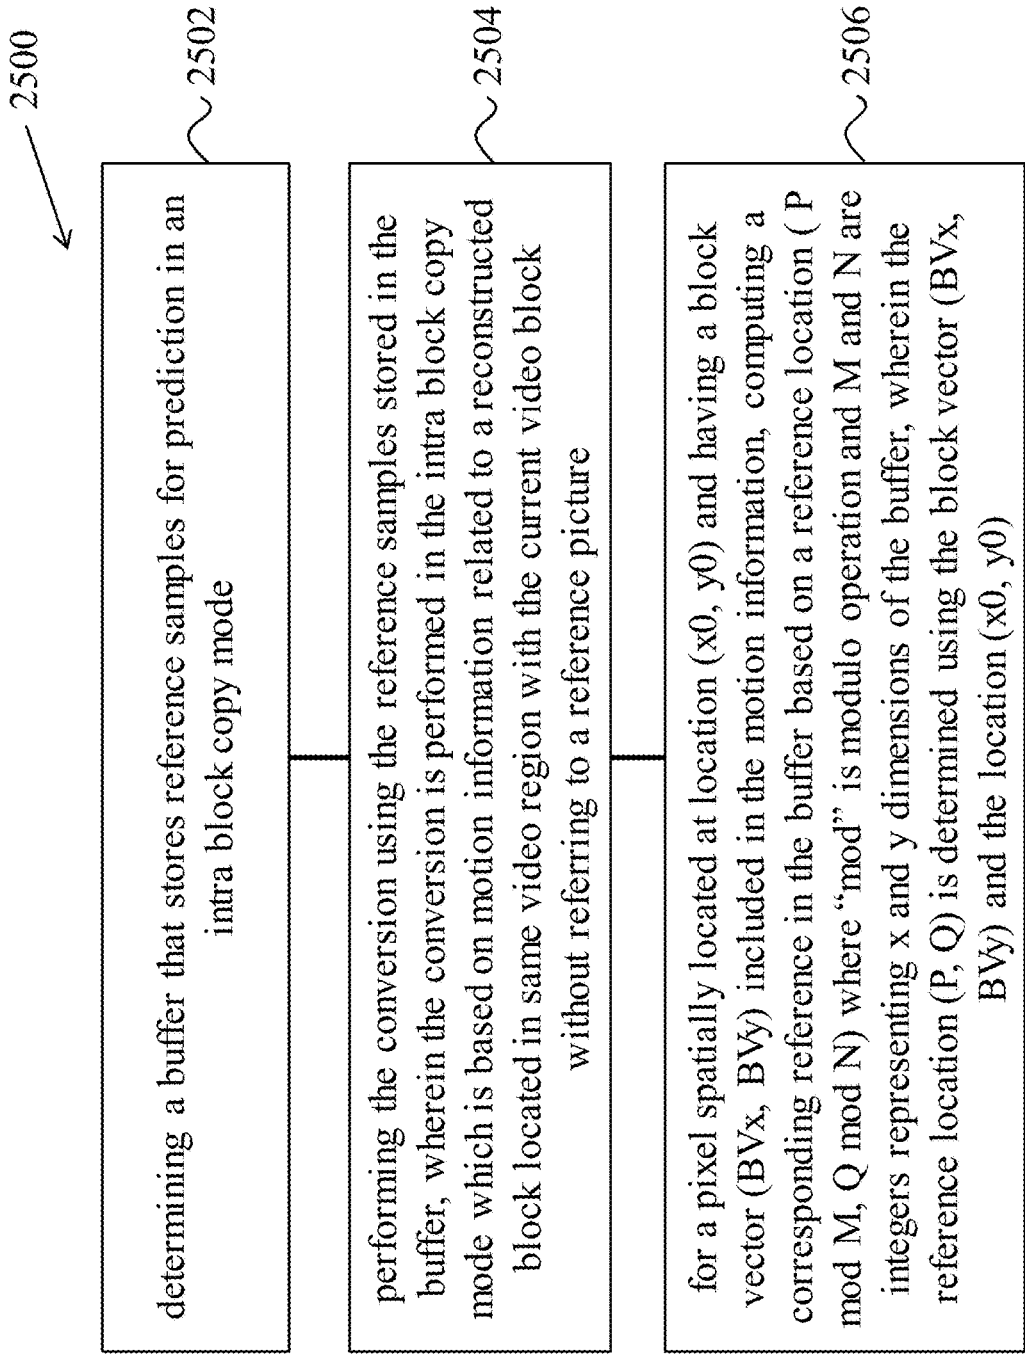 2500
determining a buffer that stores reference samples for prediction in an
intra block copy mode
2502
performing the conversion using the reference samples stored in the
buffer, wherein the conversion is performed in the intra block copy
mode which is based on motion information related to a reconstructed
block located in same video region with the current video block
without referring to a reference picture
2504
for a pixel spatially located at location (x0, y0) and having a block
vector (BVx, BVy) included in the motion information, computing a
corresponding reference in the buffer based on a reference location ( P
mod M, Q mod N) where “mod” is modulo operation and M and N are
integers representing x and y dimensions of the buffer, wherein the
reference location (P, Q) is determined using the block vector (BVx,
BVy) and the location (x0, y0)
2506